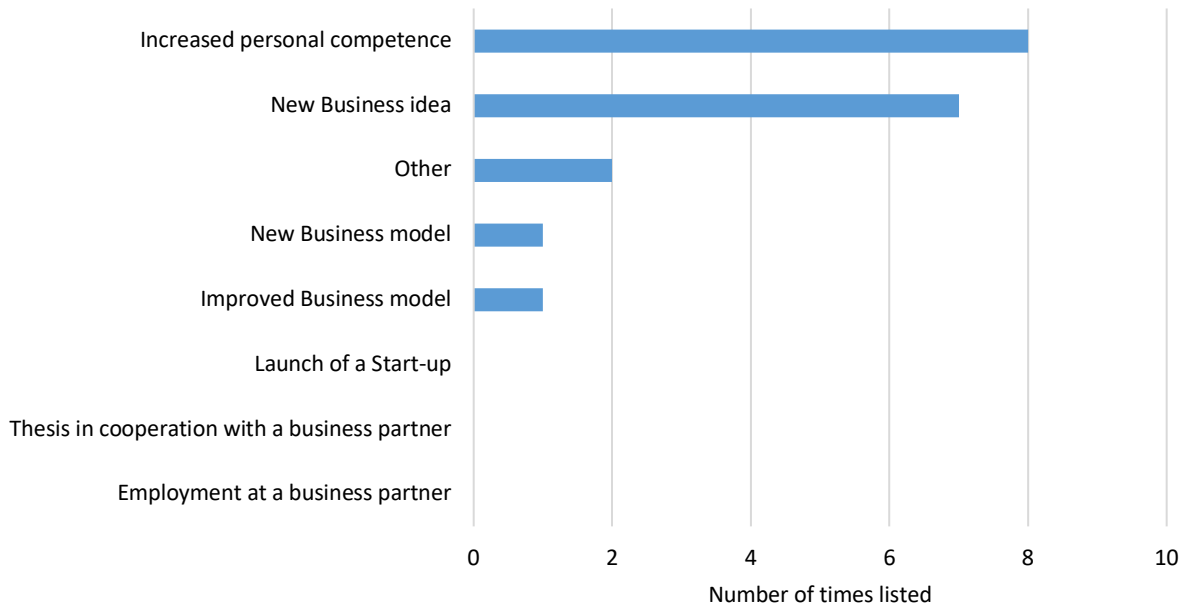 Increased personal competence
New Business idea
Other
New Business model
Improved Business model
Launch of a Start-up
Thesis in cooperation with a business partner
Employment at a business partner
0 2 4 6 8 10
Number of times listed